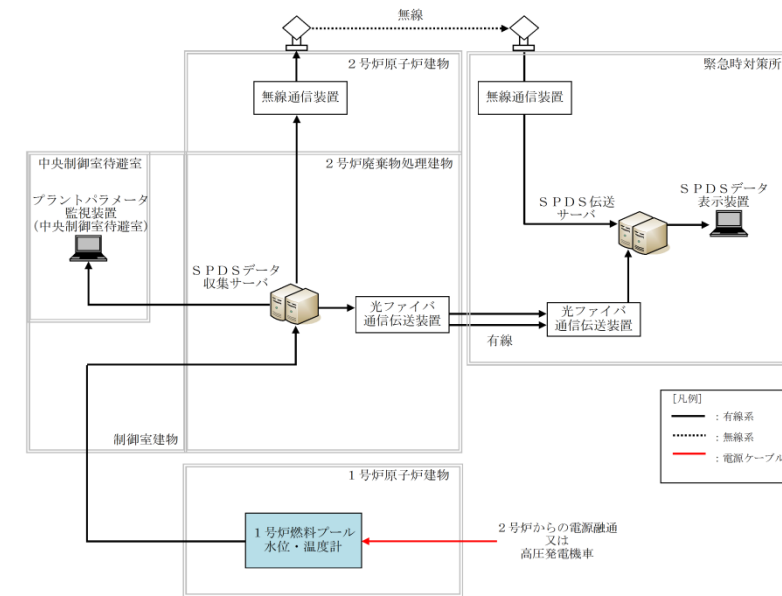 無線
2号炉原子炉建物
緊急時対策所
無線通信装置
無線通信装置
中央制御室待避室
2号炉廃棄物処理建物
プラントパラメータ
監視装置
(中央制御室待避室)
SPDS伝送
サーバ
SPDSデータ
表示装置
SPDSデータ
収集サーバ
光ファイバ
通信伝送装置
光ファイバ
通信伝送装置
有線
制御室建物
[凡例]
:有線系
:無線系
:電源ケーブル
1号炉原子炉建物
1号炉燃料プール
水位・温度計
2号炉からの電源融通
又は
高圧発電機車